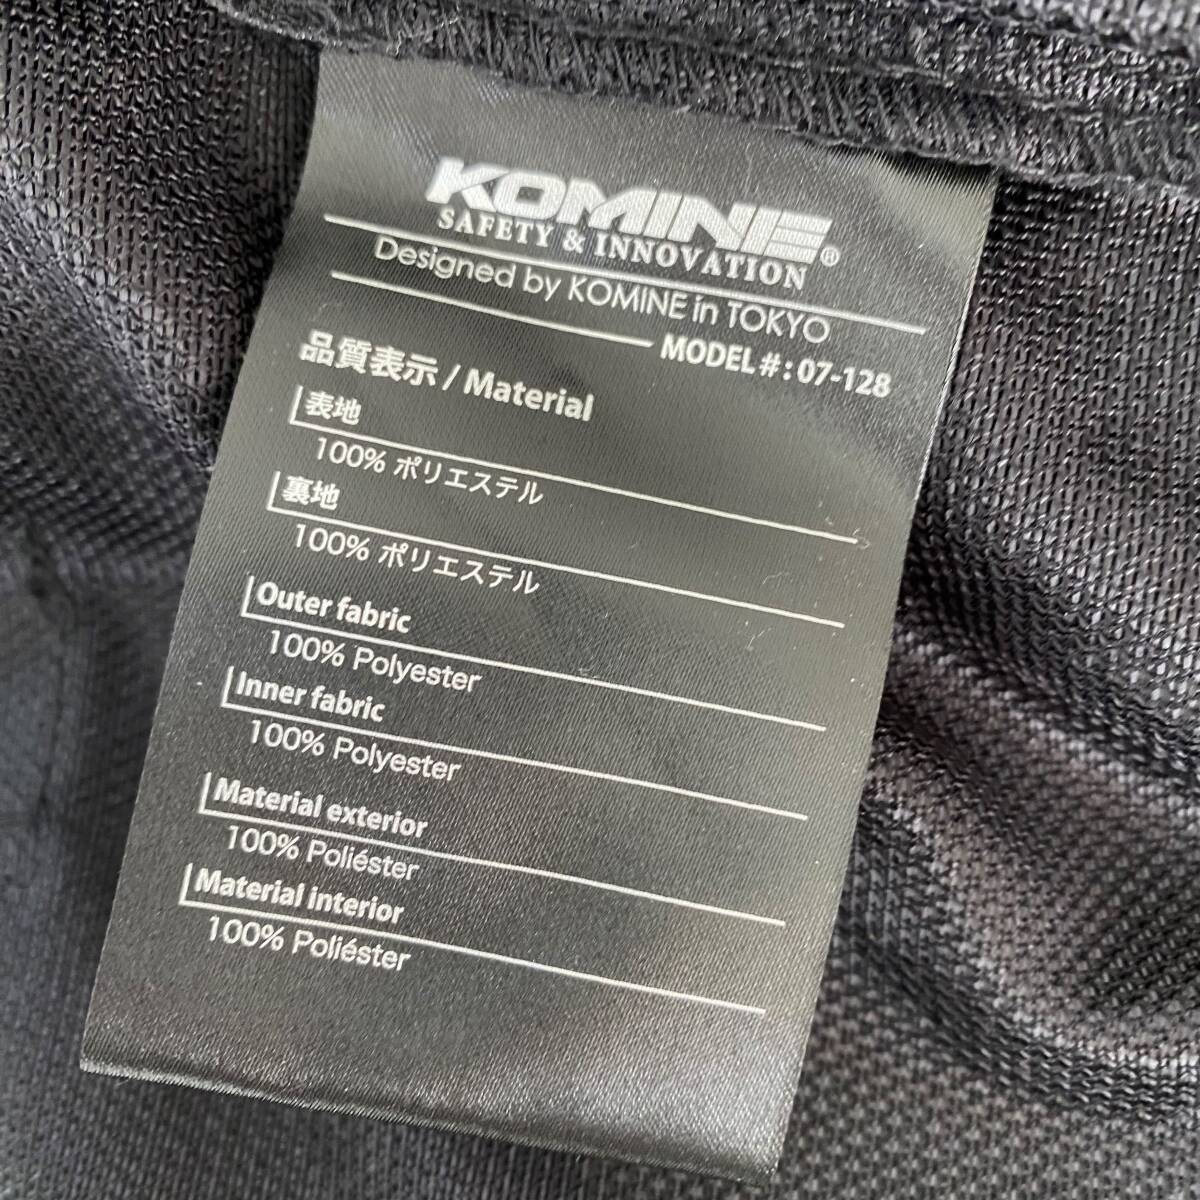 KOMINE®
SAFETY & INNOVATION
Designed by KOMINE in TOKYO
MODEL #: 07-128
品質表示 / Material
表地
100% ポリエステル
裏地
100% ポリエステル
Outer fabric
100% Polyester
Inner fabric
100% Polyester
Material exterior
100% Poliéster
Material interior
100% Poliéster